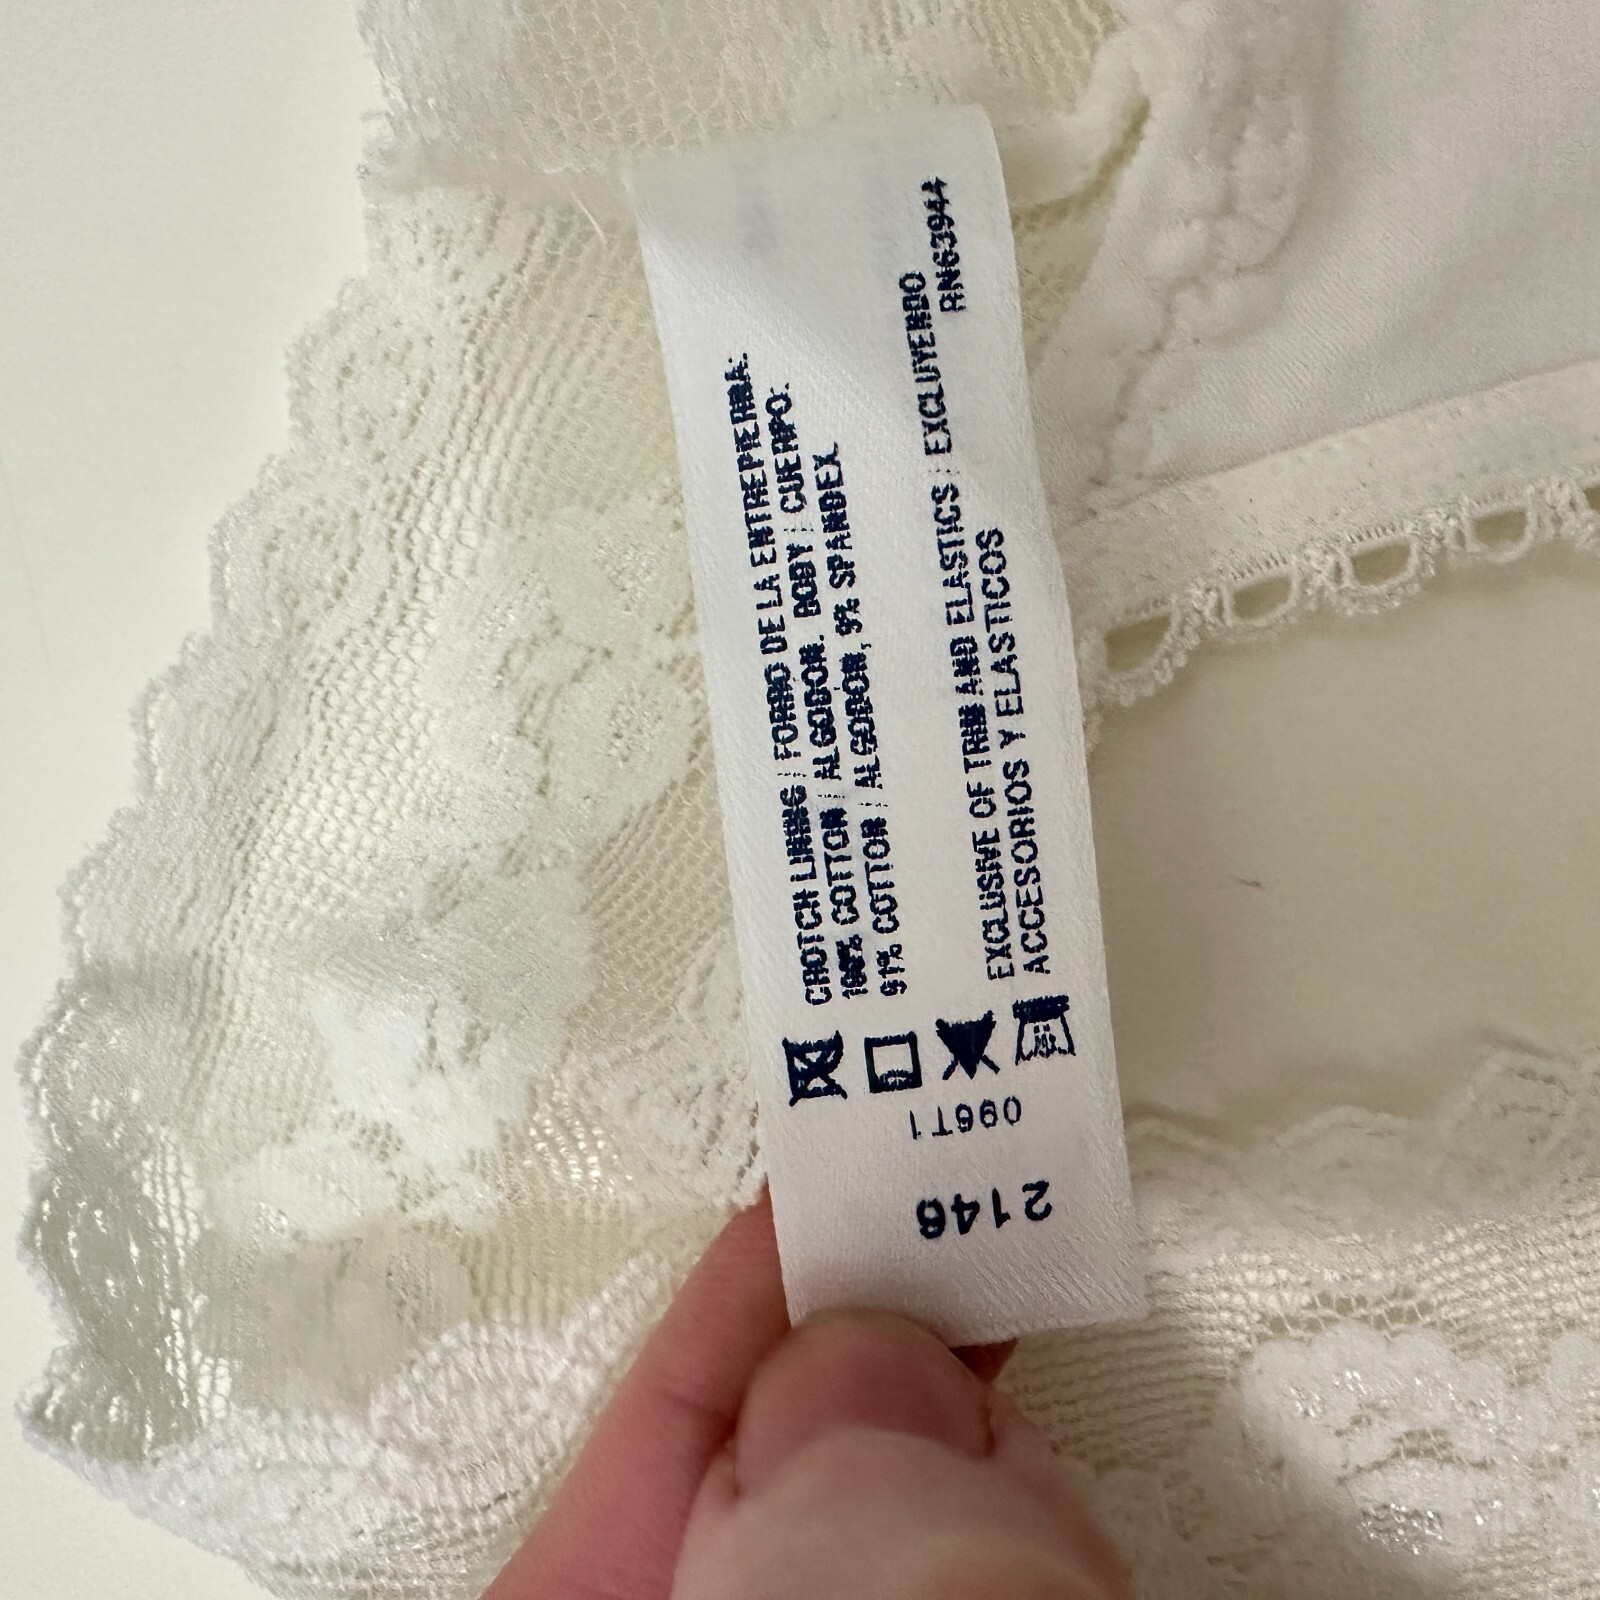 CROTCH LINING / FORRO DE LA ENTREPIERNA:
100% COTTON / ALGODON. BODY / CUERPO:
91% COTTON / ALGODON, 9% SPANDEX.
EXCLUSIVE OF TRIM AND ELASTICS / EXCLUYENDO
ACCESORIOS Y ELASTICOS
RN63944
096T1
2146